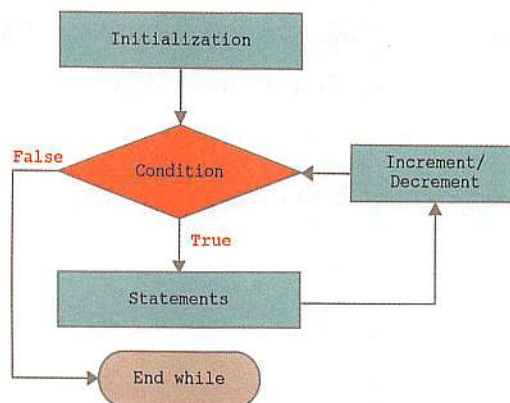 Initialization
False
Condition
Increment/
Decrement
True
Statements
End while